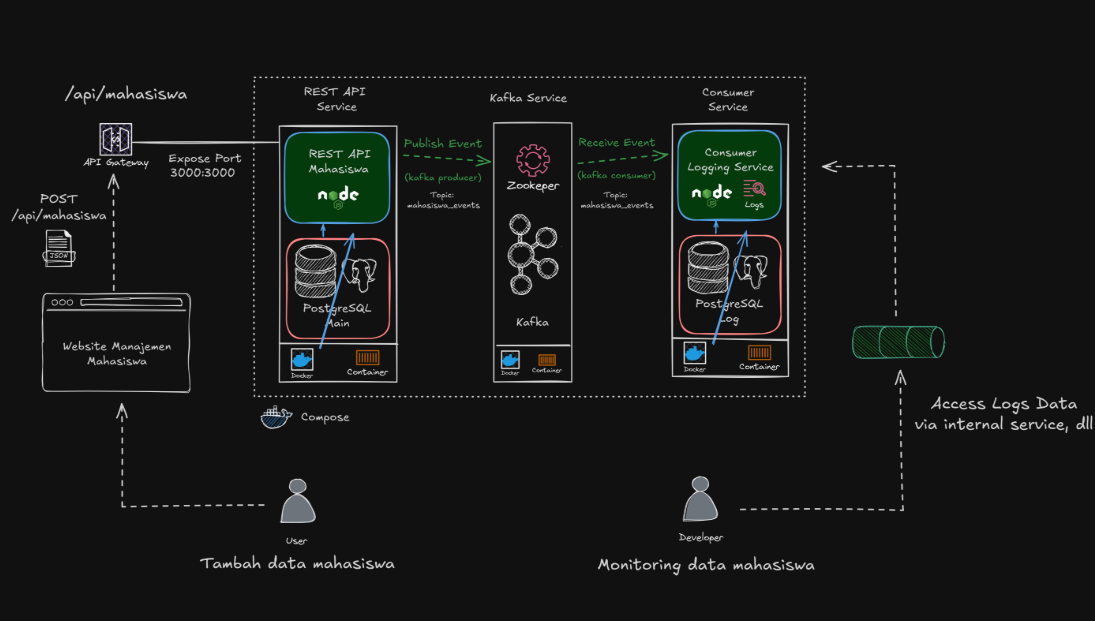 /api/mahasiswa
API Gateway
Expose Port
3000:3000
POST
/api/mahasiswa
JSON
Website Manajemen
Mahasiswa
REST API
Service
REST API
Mahasiswa
node
JS
PostgreSQL
Main
Docker
Container
Publish Event
(kafka producer)
Topic:
mahasiswa_events
Kafka Service
Zookeper
Kafka
Docker
Container
Receive Event
(kafka consumer)
Topic:
mahasiswa_events
Consumer
Service
Consumer
Logging Service
node
JS
Logs
PostgreSQL
Log
Docker
Container
Compose
Access Logs Data
via internal service, dll
User
Tambah data mahasiswa
Developer
Monitoring data mahasiswa